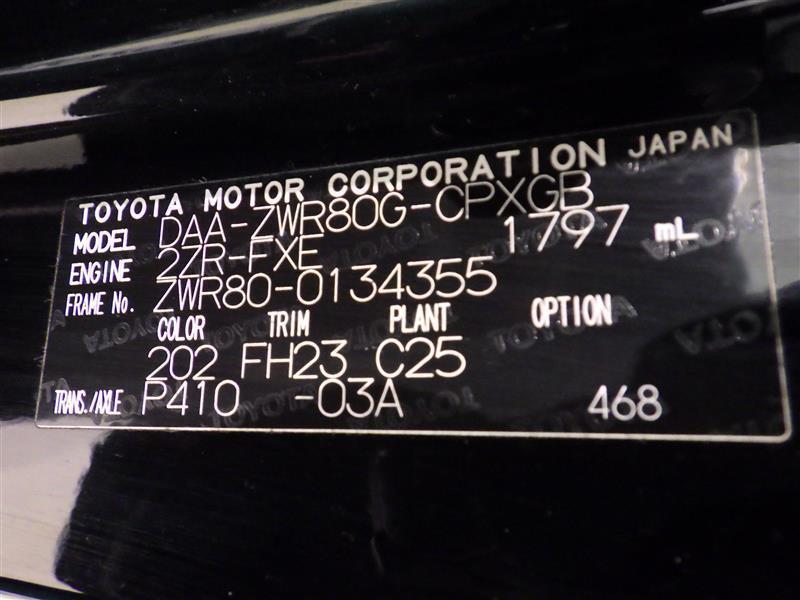 TOYOTA MOTOR CORPORATION JAPAN
MODEL DAA-ZWR80G-CPXGB
ENGINE 2ZR-FXE 1797 mL
FRAME No. ZWR80-0134355
COLOR TRIM PLANT OPTION
202 FH23 C25
TRANS./AXLE P410 -03A 468